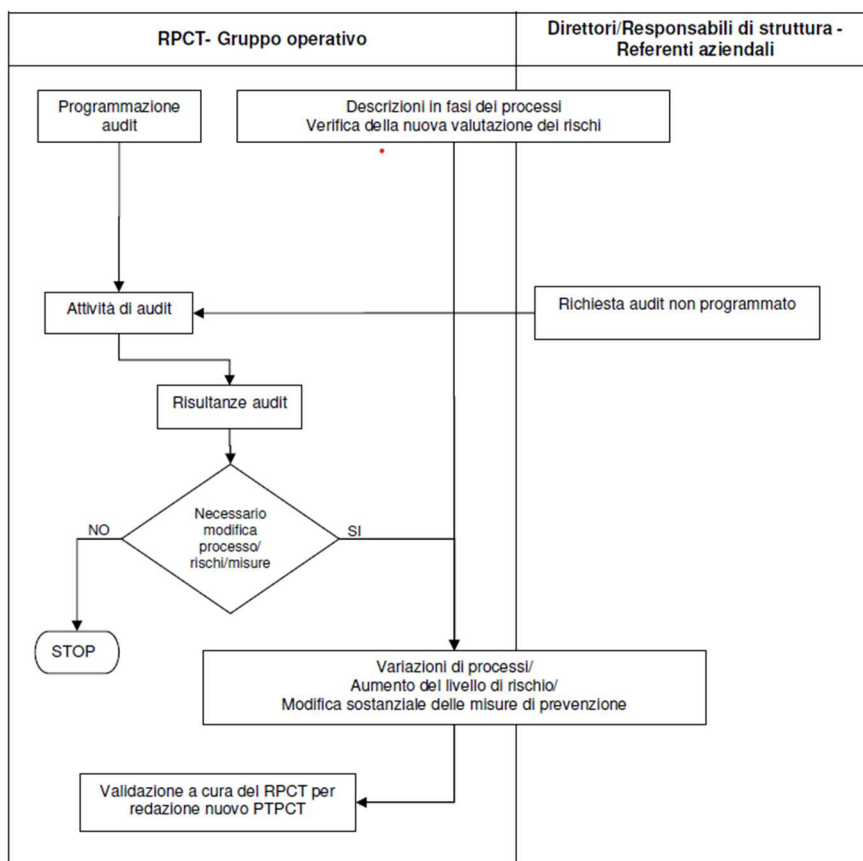 RPCT- Gruppo operativo
Direttori/Responsabili di struttura -
Referenti aziendali
Programmazione
audit
Descrizioni in fasi dei processi
Verifica della nuova valutazione dei rischi
Attività di audit
Richiesta audit non programmato
Risultanze audit
Necessario
modifica
processo/
rischi/misure
NO
SI
STOP
Variazioni di processi/
Aumento del livello di rischio/
Modifica sostanziale delle misure di prevenzione
Validazione a cura del RPCT per
redazione nuovo PTPCT